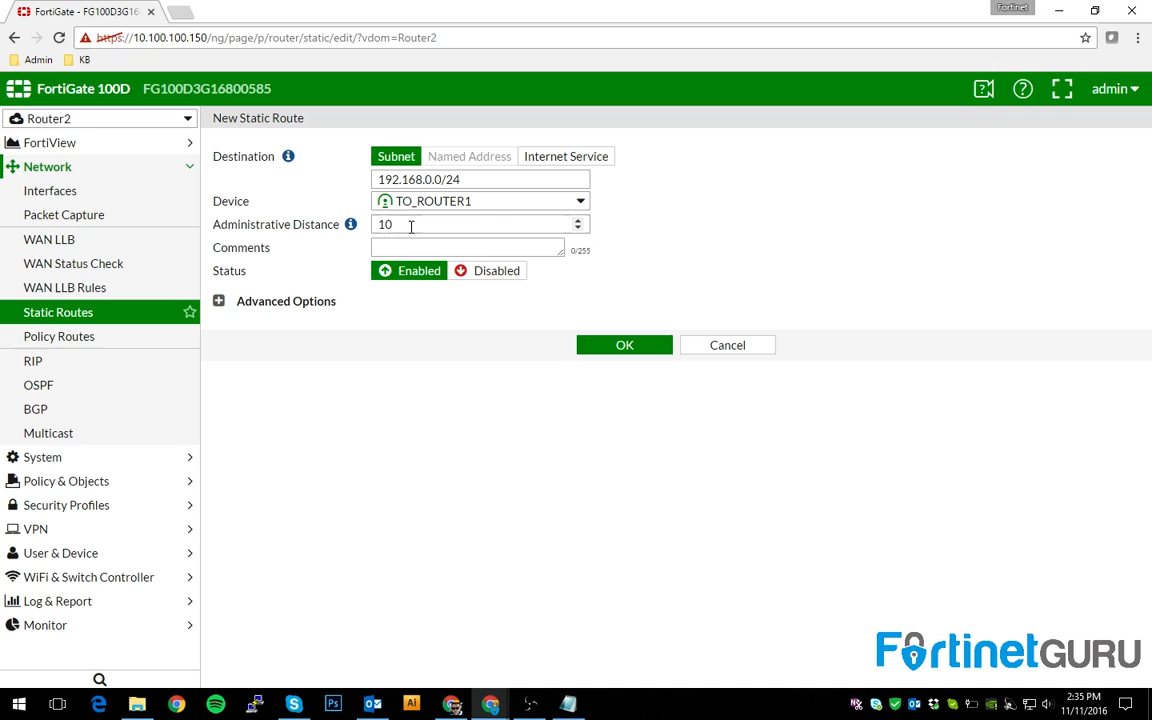 FortiGate - FG100D3G16
Fortinet
https://10.100.100.150/ng/page/p/router/static/edit/?vdom=Router2
Admin
KB
FortiGate 100D
FG100D3G16800585
admin
Router2
New Static Route
FortiView
Network
Interfaces
Packet Capture
WAN LLB
WAN Status Check
WAN LLB Rules
Static Routes
Policy Routes
RIP
OSPF
BGP
Multicast
System
Policy & Objects
Security Profiles
VPN
User & Device
WiFi & Switch Controller
Log & Report
Monitor
Destination
Subnet
Named Address
Internet Service
192.168.0.0/24
Device
TO_ROUTER1
Administrative Distance
10
Comments
0/255
Status
Enabled
Disabled
Advanced Options
OK
Cancel
FortinetGURU
2:35 PM
11/11/2016